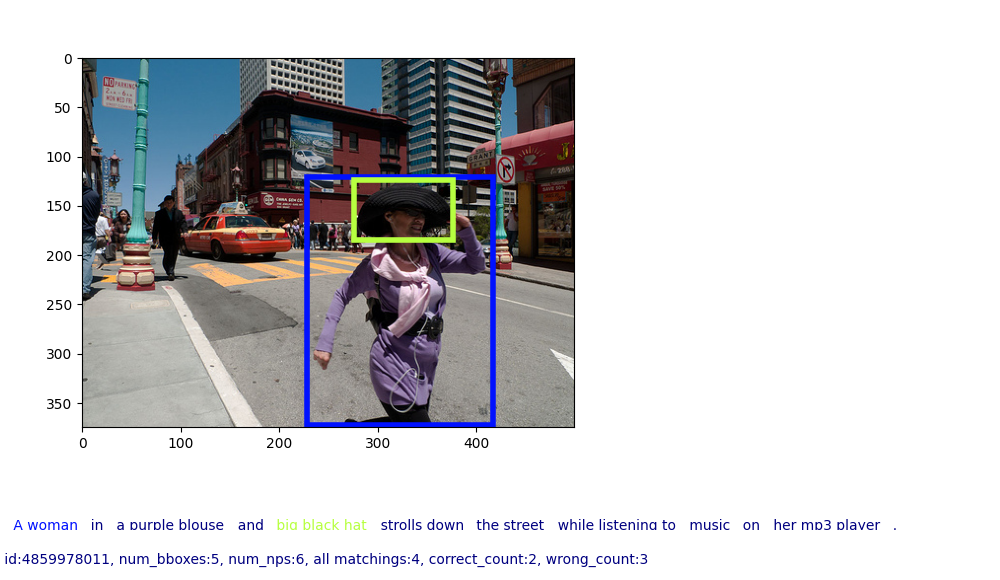 0
50
100
150
200
250
300
350
0 100 200 300 400
NO PARKING
A woman in a purple blouse and big black hat strolls down the street while listening to music on her mp3 player .
id:4859978011, num_bboxes:5, num_nps:6, all matchings:4, correct_count:2, wrong_count:3